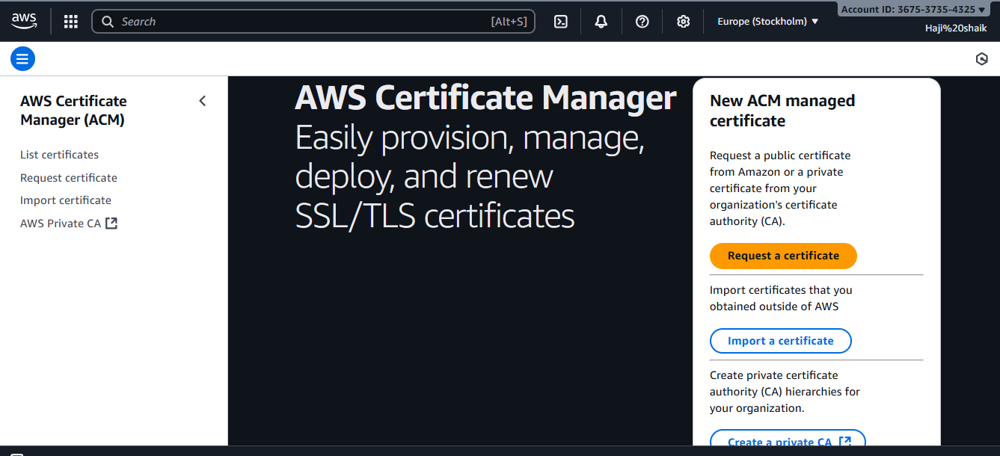 aws
Search
[Alt+S]
Europe (Stockholm)
Account ID: 3675-3735-4325
Haji%20shaik
AWS Certificate
Manager (ACM)
List certificates
Request certificate
Import certificate
AWS Private CA
AWS Certificate Manager
Easily provision, manage,
deploy, and renew
SSL/TLS certificates
New ACM managed
certificate
Request a public certificate
from Amazon or a private
certificate from your
organization's certificate
authority (CA).
Request a certificate
Import certificates that you
obtained outside of AWS
Import a certificate
Create private certificate
authority (CA) hierarchies for
your organization.
Create a private CA